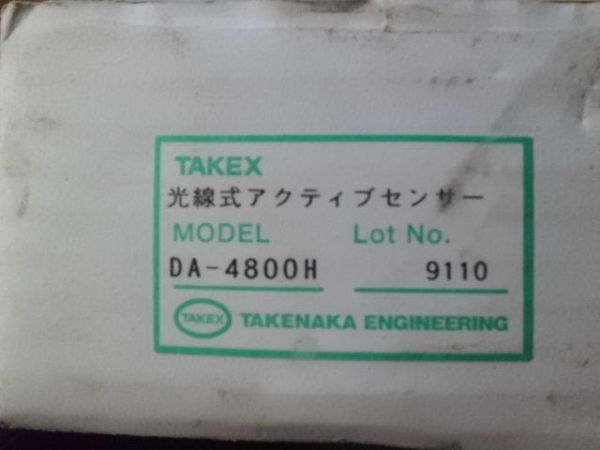 TAKEX
光線式アクティブセンサー
MODEL Lot No.
DA-4800H 9110
TAKEX TAKENAKA ENGINEERING